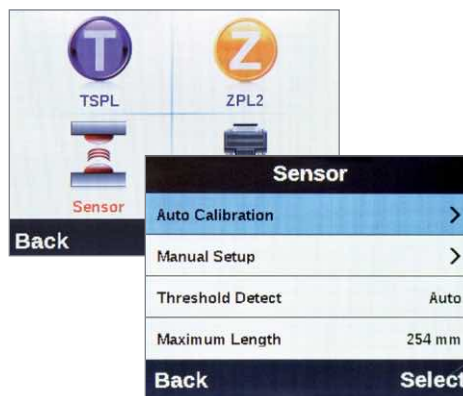 T Z
TSPL ZPL2
Sensor
Back
Sensor
Auto Calibration >
Manual Setup >
Threshold Detect Auto
Maximum Length 254 mm
Back Select